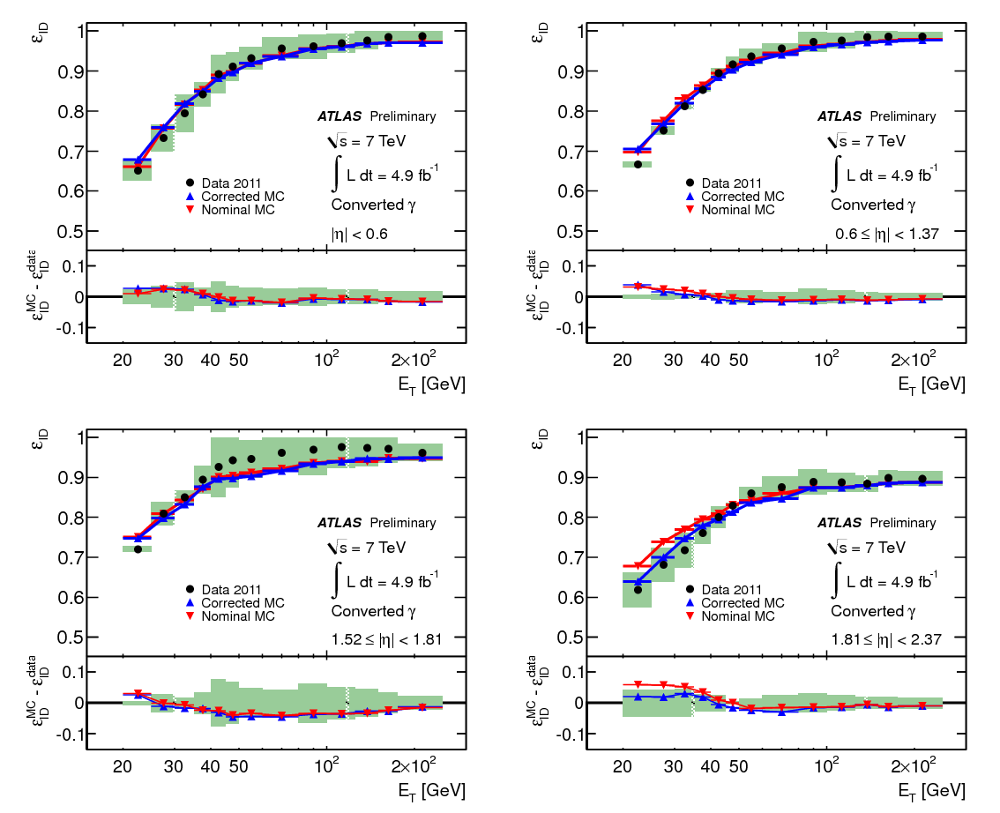 ε_ID
1
0.9
0.8
0.7
0.6
0.5
ATLAS Preliminary
√s = 7 TeV
∫ L dt = 4.9 fb⁻¹
Data 2011
Corrected MC
Nominal MC
Converted γ
|η| < 0.6
ε_ID^MC - ε_ID^data
0.1
0
-0.1
20 30 40 50 10² 2×10²
E_T [GeV]
ε_ID
1
0.9
0.8
0.7
0.6
0.5
ATLAS Preliminary
√s = 7 TeV
∫ L dt = 4.9 fb⁻¹
Data 2011
Corrected MC
Nominal MC
Converted γ
0.6 ≤ |η| < 1.37
ε_ID^MC - ε_ID^data
0.1
0
-0.1
20 30 40 50 10² 2×10²
E_T [GeV]
ε_ID
1
0.9
0.8
0.7
0.6
0.5
ATLAS Preliminary
√s = 7 TeV
∫ L dt = 4.9 fb⁻¹
Data 2011
Corrected MC
Nominal MC
Converted γ
1.52 ≤ |η| < 1.81
ε_ID^MC - ε_ID^data
0.1
0
-0.1
20 30 40 50 10² 2×10²
E_T [GeV]
ε_ID
1
0.9
0.8
0.7
0.6
0.5
ATLAS Preliminary
√s = 7 TeV
∫ L dt = 4.9 fb⁻¹
Data 2011
Corrected MC
Nominal MC
Converted γ
1.81 ≤ |η| < 2.37
ε_ID^MC - ε_ID^data
0.1
0
-0.1
20 30 40 50 10² 2×10²
E_T [GeV]